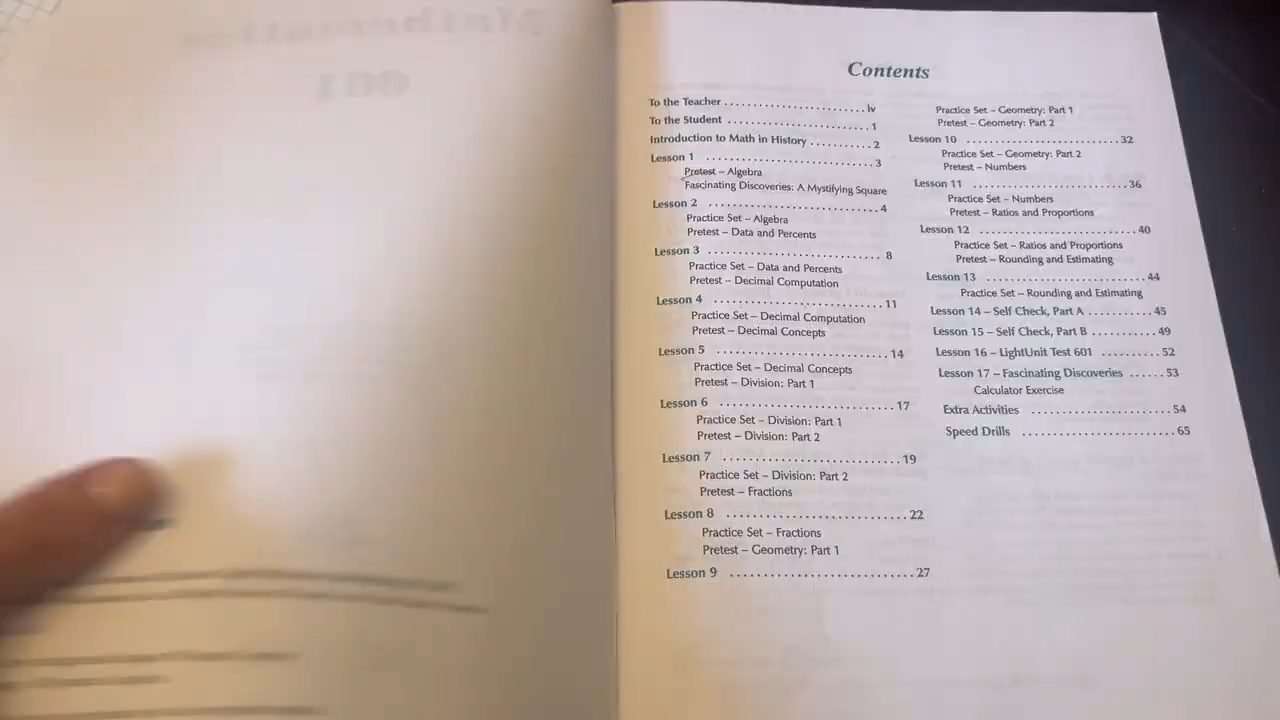 Contents
To the Teacher ........................ iv
To the Student ......................... 1
Introduction to Math in History .......... 2
Lesson 1 ............................. 3
Pretest – Algebra
Fascinating Discoveries: A Mystifying Square
Lesson 2 ............................. 4
Practice Set – Algebra
Pretest – Data and Percents
Lesson 3 ............................. 8
Practice Set – Data and Percents
Pretest – Decimal Computation
Lesson 4 ............................. 11
Practice Set – Decimal Computation
Pretest – Decimal Concepts
Lesson 5 ............................. 14
Practice Set – Decimal Concepts
Pretest – Division: Part 1
Lesson 6 ............................. 17
Practice Set – Division: Part 1
Pretest – Division: Part 2
Lesson 7 ............................. 19
Practice Set – Division: Part 2
Pretest – Fractions
Lesson 8 ............................. 22
Practice Set – Fractions
Pretest – Geometry: Part 1
Lesson 9 ............................. 27
Practice Set – Geometry: Part 1
Pretest – Geometry: Part 2
Lesson 10 ........................... 32
Practice Set – Geometry: Part 2
Pretest – Numbers
Lesson 11 ........................... 36
Practice Set – Numbers
Pretest – Ratios and Proportions
Lesson 12 ........................... 40
Practice Set – Ratios and Proportions
Pretest – Rounding and Estimating
Lesson 13 ........................... 44
Practice Set – Rounding and Estimating
Lesson 14 – Self Check, Part A ........... 45
Lesson 15 – Self Check, Part B ........... 49
Lesson 16 – LightUnit Test 601 .......... 52
Lesson 17 – Fascinating Discoveries ...... 53
Calculator Exercise
Extra Activities ........................ 54
Speed Drills ........................... 65